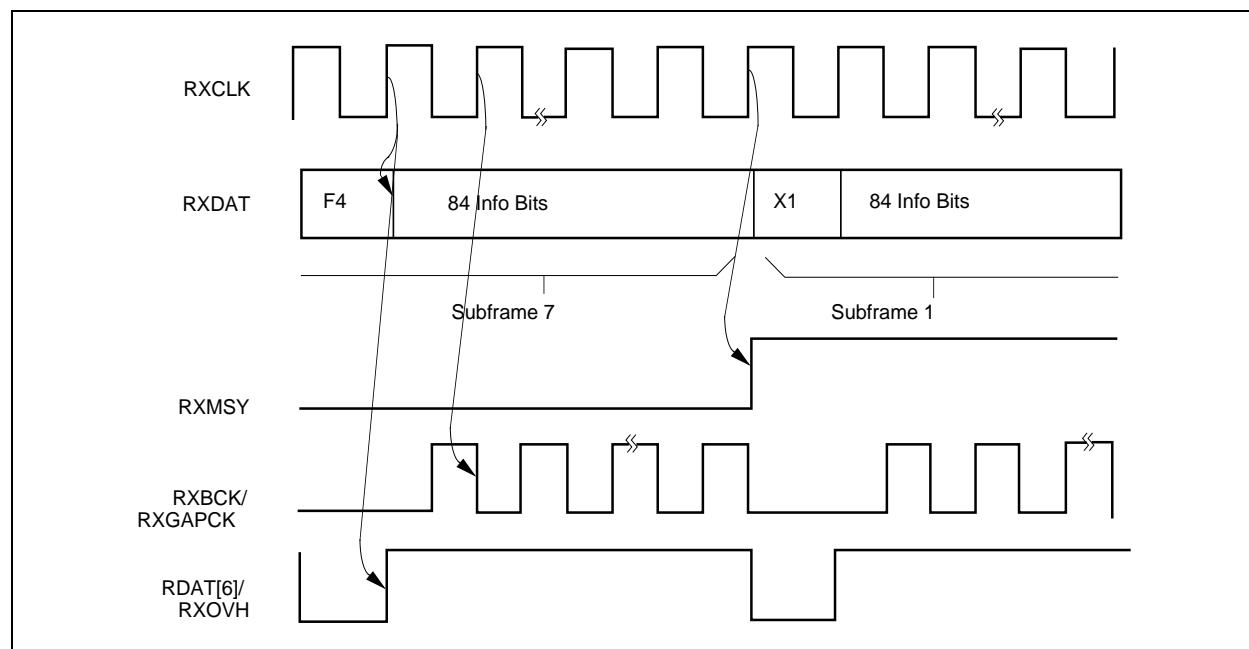 RXCLK
RXDAT
F4
84 Info Bits
X1
84 Info Bits
Subframe 7
Subframe 1
RXMSY
RXBCK/
RXGAPCK
RDAT[6]/
RXOVH